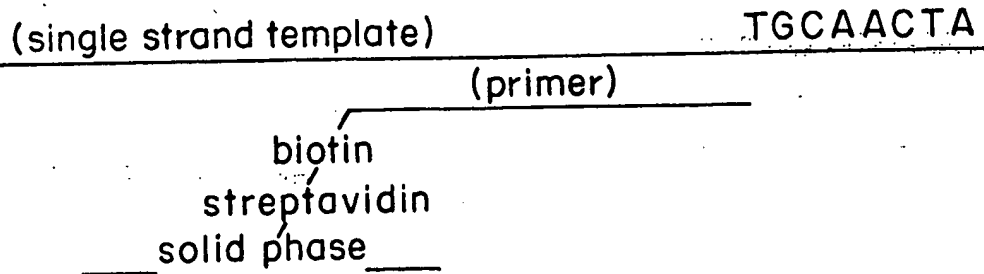 (single strand template) TGCAACTA
(primer)
biotin
streptavidin
solid phase